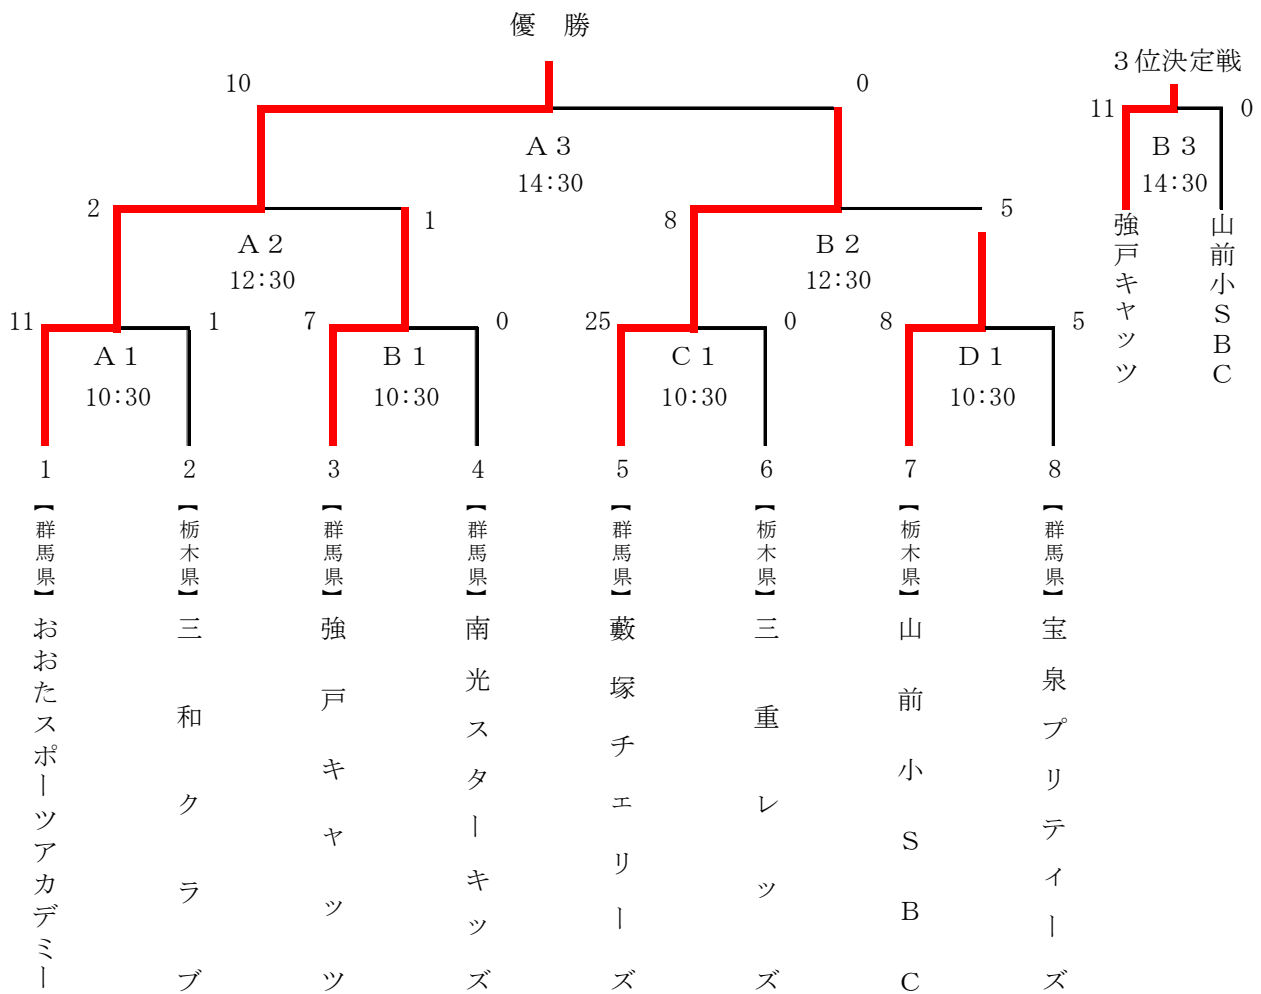 優　勝
３位決定戦
10
0
11
0
Ａ３
14:30
Ｂ３
14:30
2
1
8
5
Ａ２
12:30
Ｂ２
12:30
強戸キャッツ
山前小ＳＢＣ
11
1
7
0
25
0
8
5
Ａ１
10:30
Ｂ１
10:30
Ｃ１
10:30
Ｄ１
10:30
1
2
3
4
5
6
7
8
【群馬県】おおたスポーツアカデミー
【栃木県】三和クラブ
【群馬県】強戸キャッツ
【群馬県】南光スターキッズ
【群馬県】藪塚チェリーズ
【栃木県】三重レッズ
【栃木県】山前小ＳＢＣ
【群馬県】宝泉プリティーズ